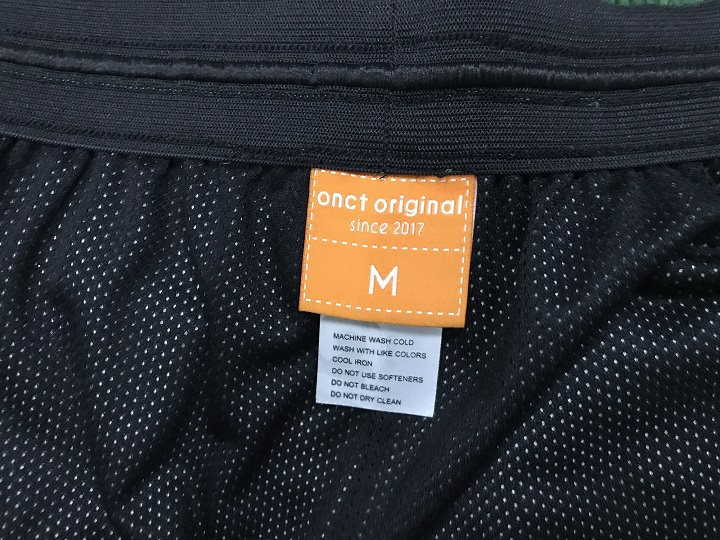 onct original
since 2017
M
MACHINE WASH COLD
WASH WITH LIKE COLORS
COOL IRON
DO NOT USE SOFTENERS
DO NOT BLEACH
DO NOT DRY CLEAN